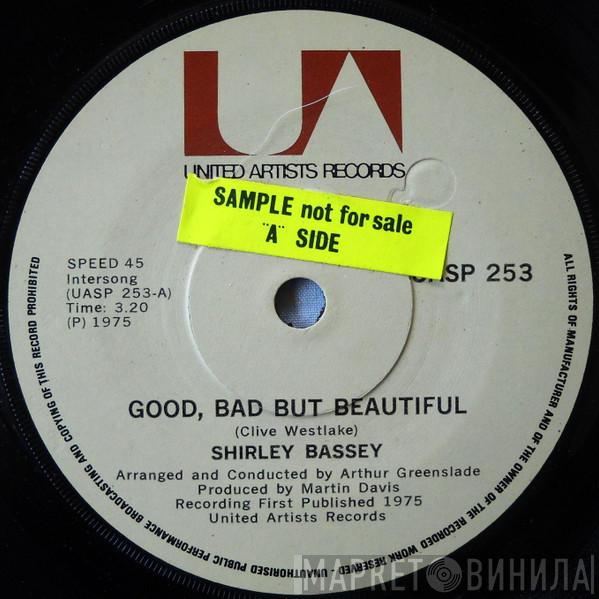 UA
UNITED ARTISTS RECORDS
SAMPLE not for sale
"A" SIDE
SPEED 45
Intersong
(UASP 253-A)
Time: 3.20
(P) 1975
UASP 253
GOOD, BAD BUT BEAUTIFUL
(Clive Westlake)
SHIRLEY BASSEY
Arranged and Conducted by Arthur Greenslade
Produced by Martin Davis
Recording First Published 1975
United Artists Records
ALL RIGHTS OF MANUFACTURER AND OF THE OWNER OF THE RECORDED WORK RESERVED - UNAUTHORISED PUBLIC PERFORMANCE BROADCASTING AND COPYING OF THIS RECORD PROHIBITED
МАРКЕТ ВИНИЛА